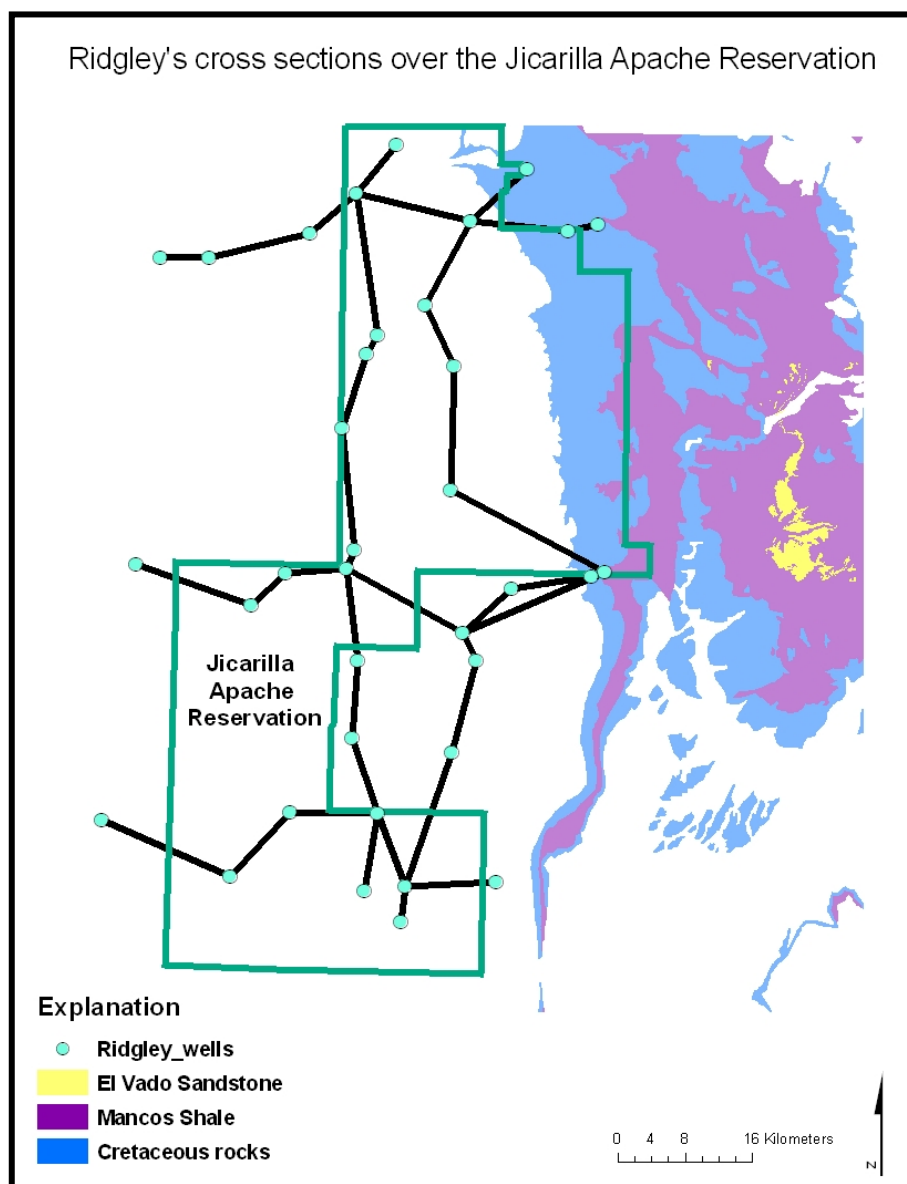 Ridgley's cross sections over the Jicarilla Apache Reservation
Jicarilla
Apache
Reservation
Explanation
Ridgley_wells
El Vado Sandstone
Mancos Shale
Cretaceous rocks
0 4 8 16 Kilometers
N